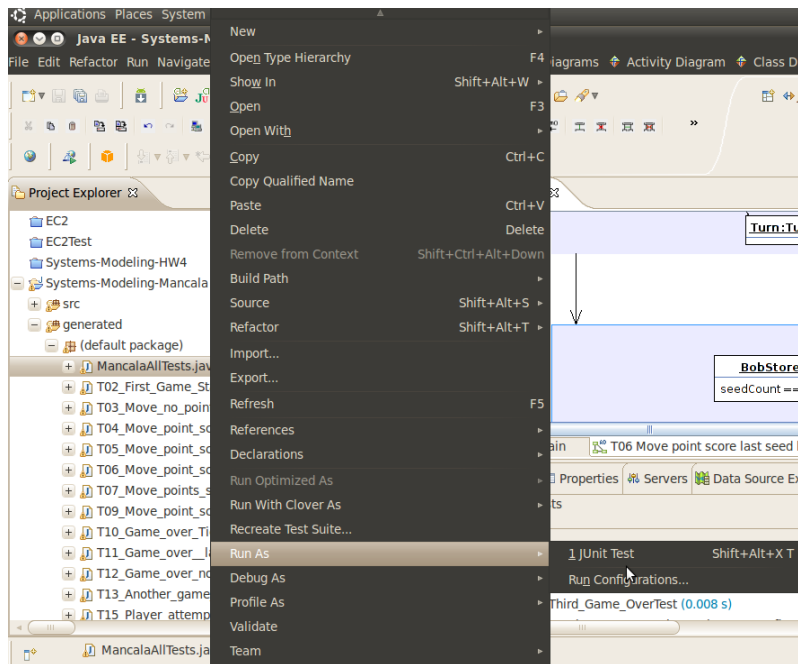 Applications Places System
Java EE - Systems-M
File Edit Refactor Run Navigate
iagrams Activity Diagram Class D
Project Explorer
EC2
EC2Test
Systems-Modeling-HW4
Systems-Modeling-Mancala
src
generated
(default package)
MancalaAllTests.jav
T02_First_Game_St
T03_Move_no_poin
T04_Move_point_sc
T05_Move_point_sc
T06_Move_point_sc
T07_Move_points_s
T09_Move_point_sc
T10_Game_over_Ti
T11_Game_over__la
T12_Game_over_no
T13_Another_game
T15_Player_attemp
MancalaAllTests.ja
New
Open Type Hierarchy F4
Show In Shift+Alt+W
Open F3
Open With
Copy Ctrl+C
Copy Qualified Name
Paste Ctrl+V
Delete Delete
Remove from Context Shift+Ctrl+Alt+Down
Build Path
Source Shift+Alt+S
Refactor Shift+Alt+T
Import...
Export...
Refresh F5
References
Declarations
Run Optimized As
Run With Clover As
Recreate Test Suite...
Run As
Debug As
Profile As
Validate
Team
1 JUnit Test Shift+Alt+X T
Run Configurations...
Turn:Tu
BobStore
seedCount ==
ain T06 Move point score last seed
Properties Servers Data Source Ex
ts
Third_Game_OverTest (0.008 s)